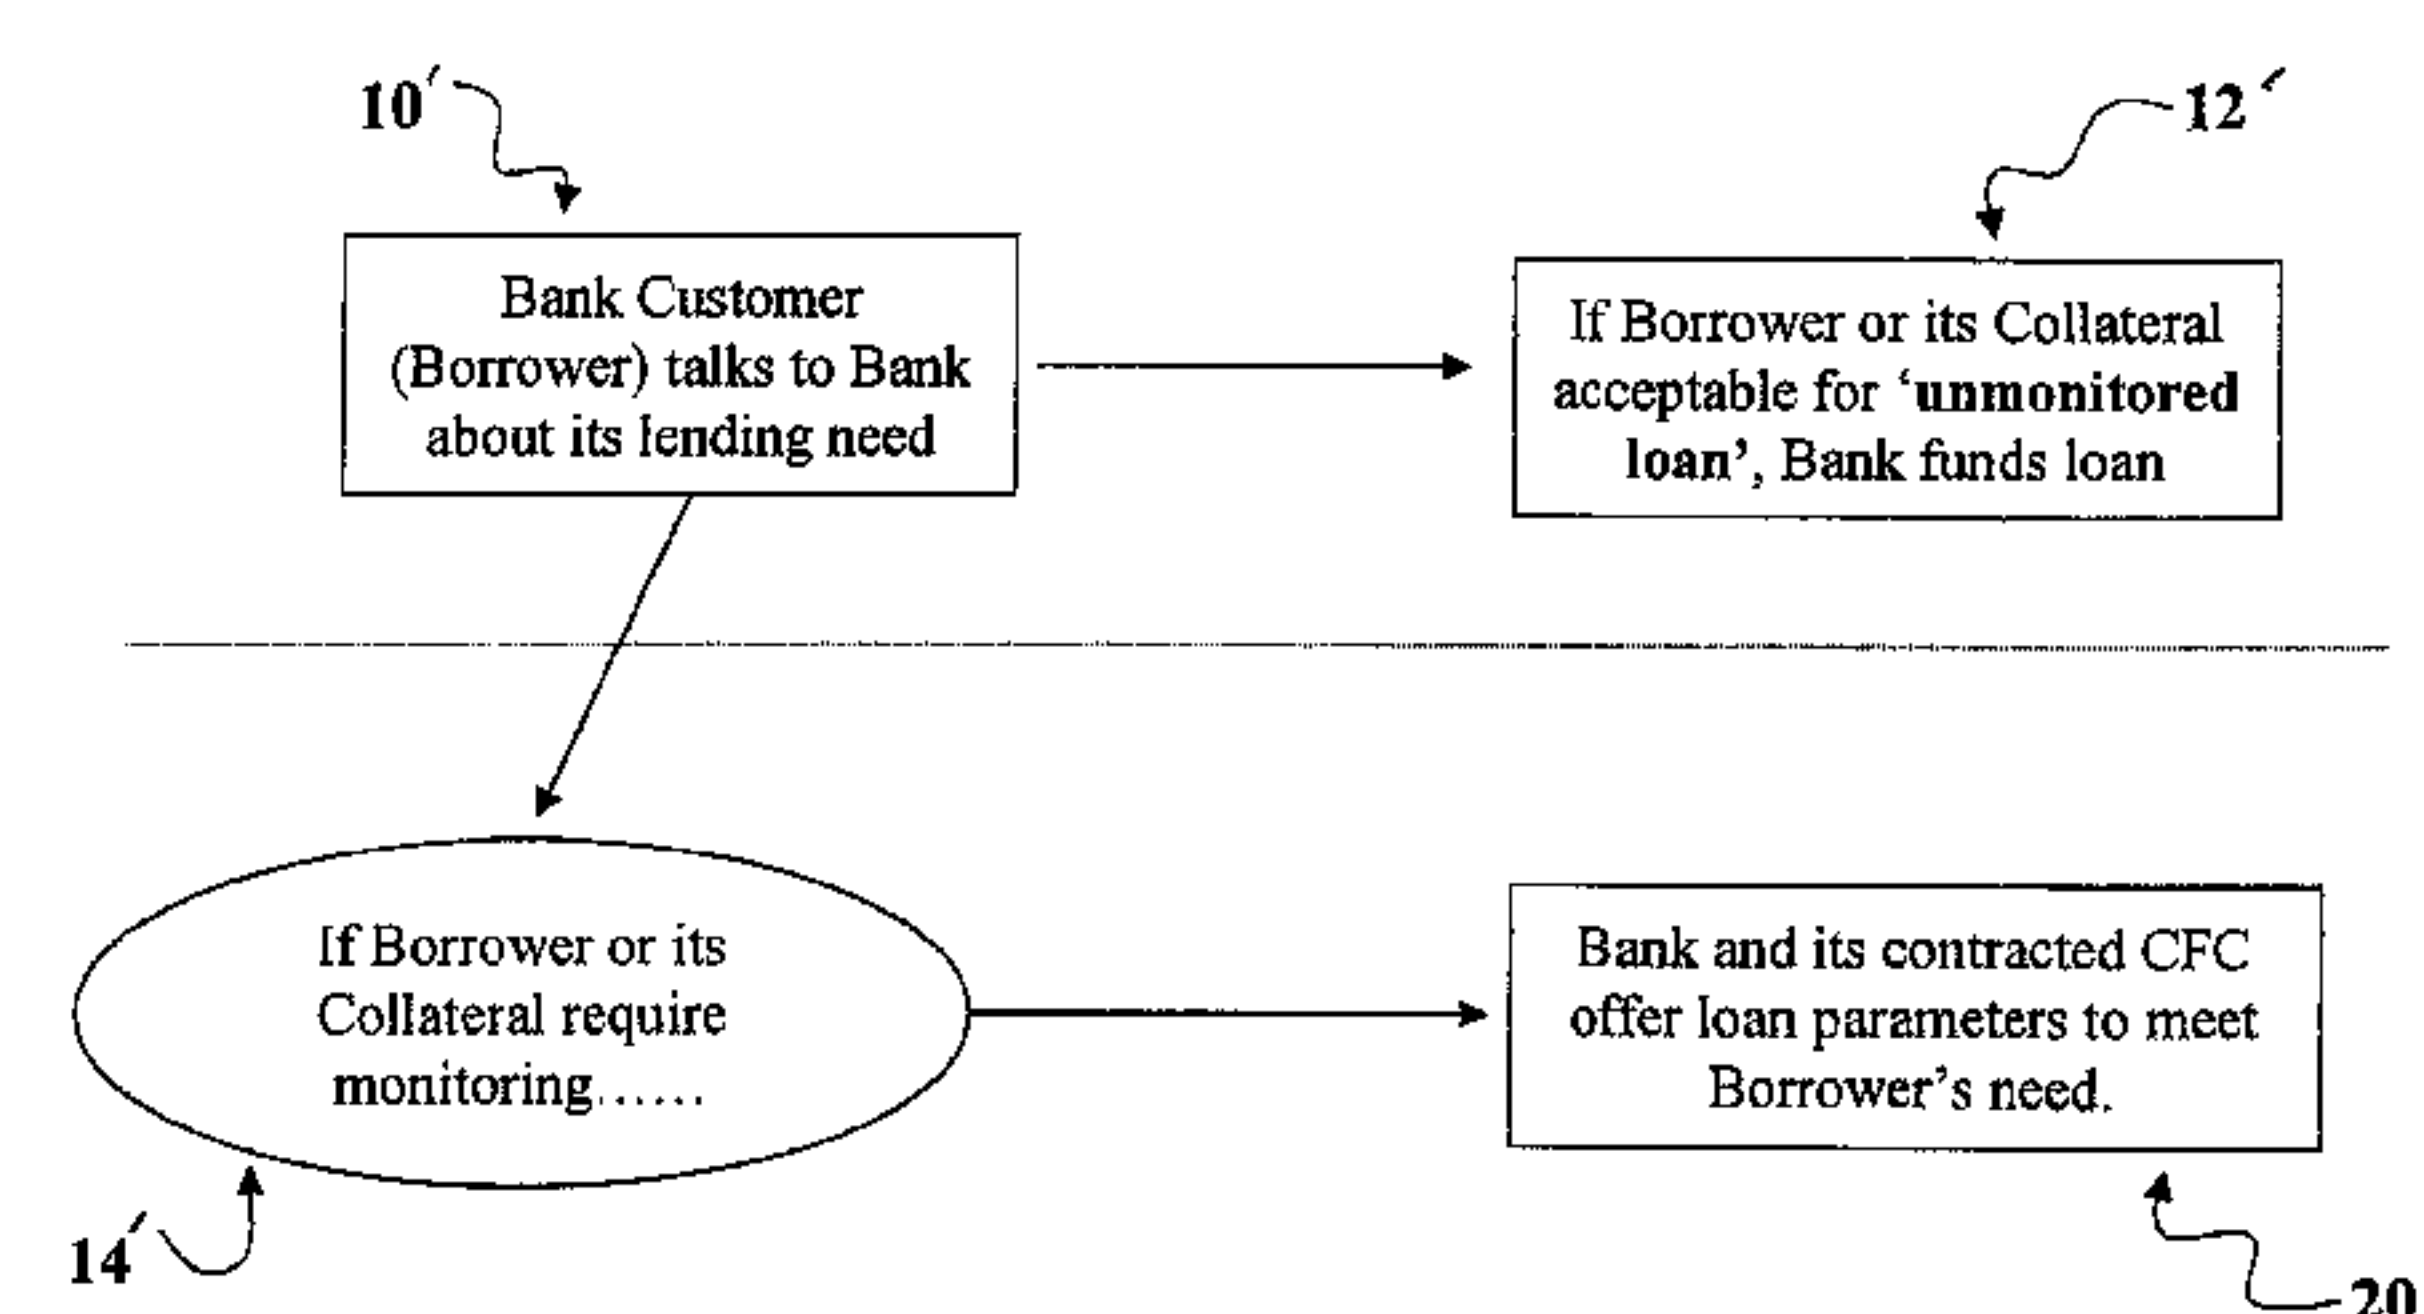 10′
12′
Bank Customer
(Borrower) talks to Bank
about its lending need
If Borrower or its Collateral
acceptable for ‘unmonitored
loan’, Bank funds loan
If Borrower or its
Collateral require
monitoring......
Bank and its contracted CFC
offer loan parameters to meet
Borrower’s need.
14′
20